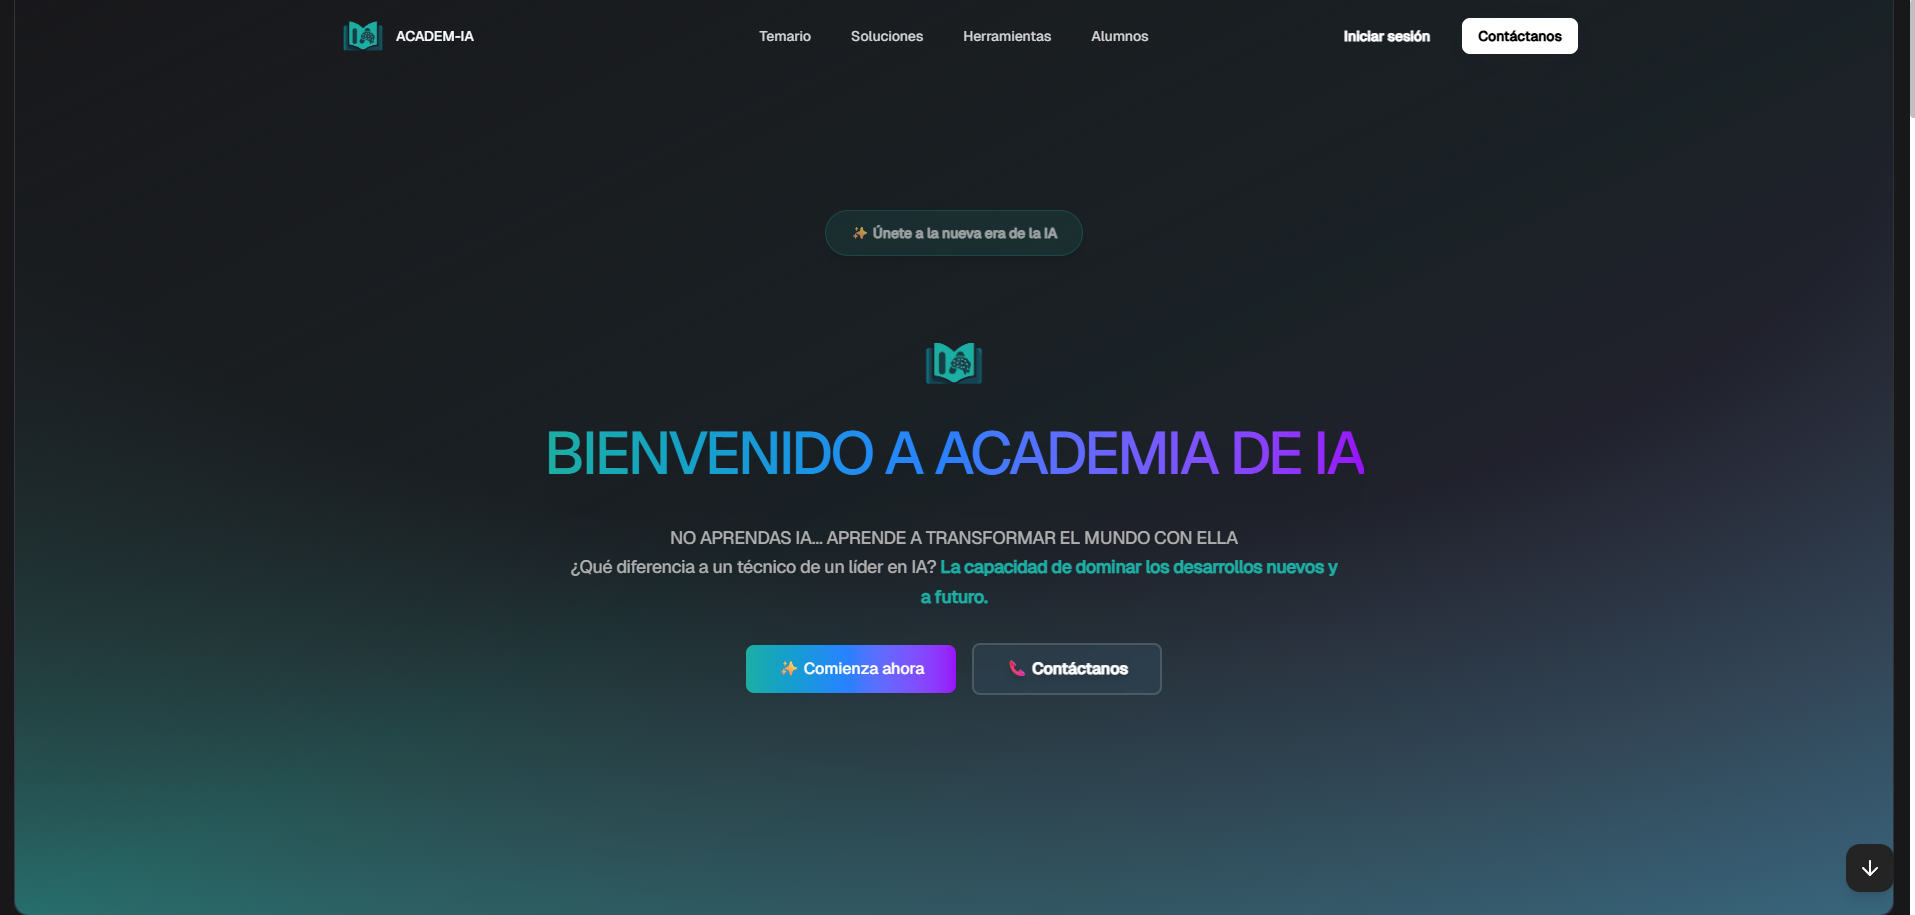 ACADEM-IA
Temario
Soluciones
Herramientas
Alumnos
Iniciar sesión
Contáctanos
✨ Únete a la nueva era de la IA
BIENVENIDO A ACADEMIA DE IA
NO APRENDAS IA... APRENDE A TRANSFORMAR EL MUNDO CON ELLA
¿Qué diferencia a un técnico de un líder en IA? La capacidad de dominar los desarrollos nuevos y
a futuro.
✨ Comienza ahora
📞 Contáctanos